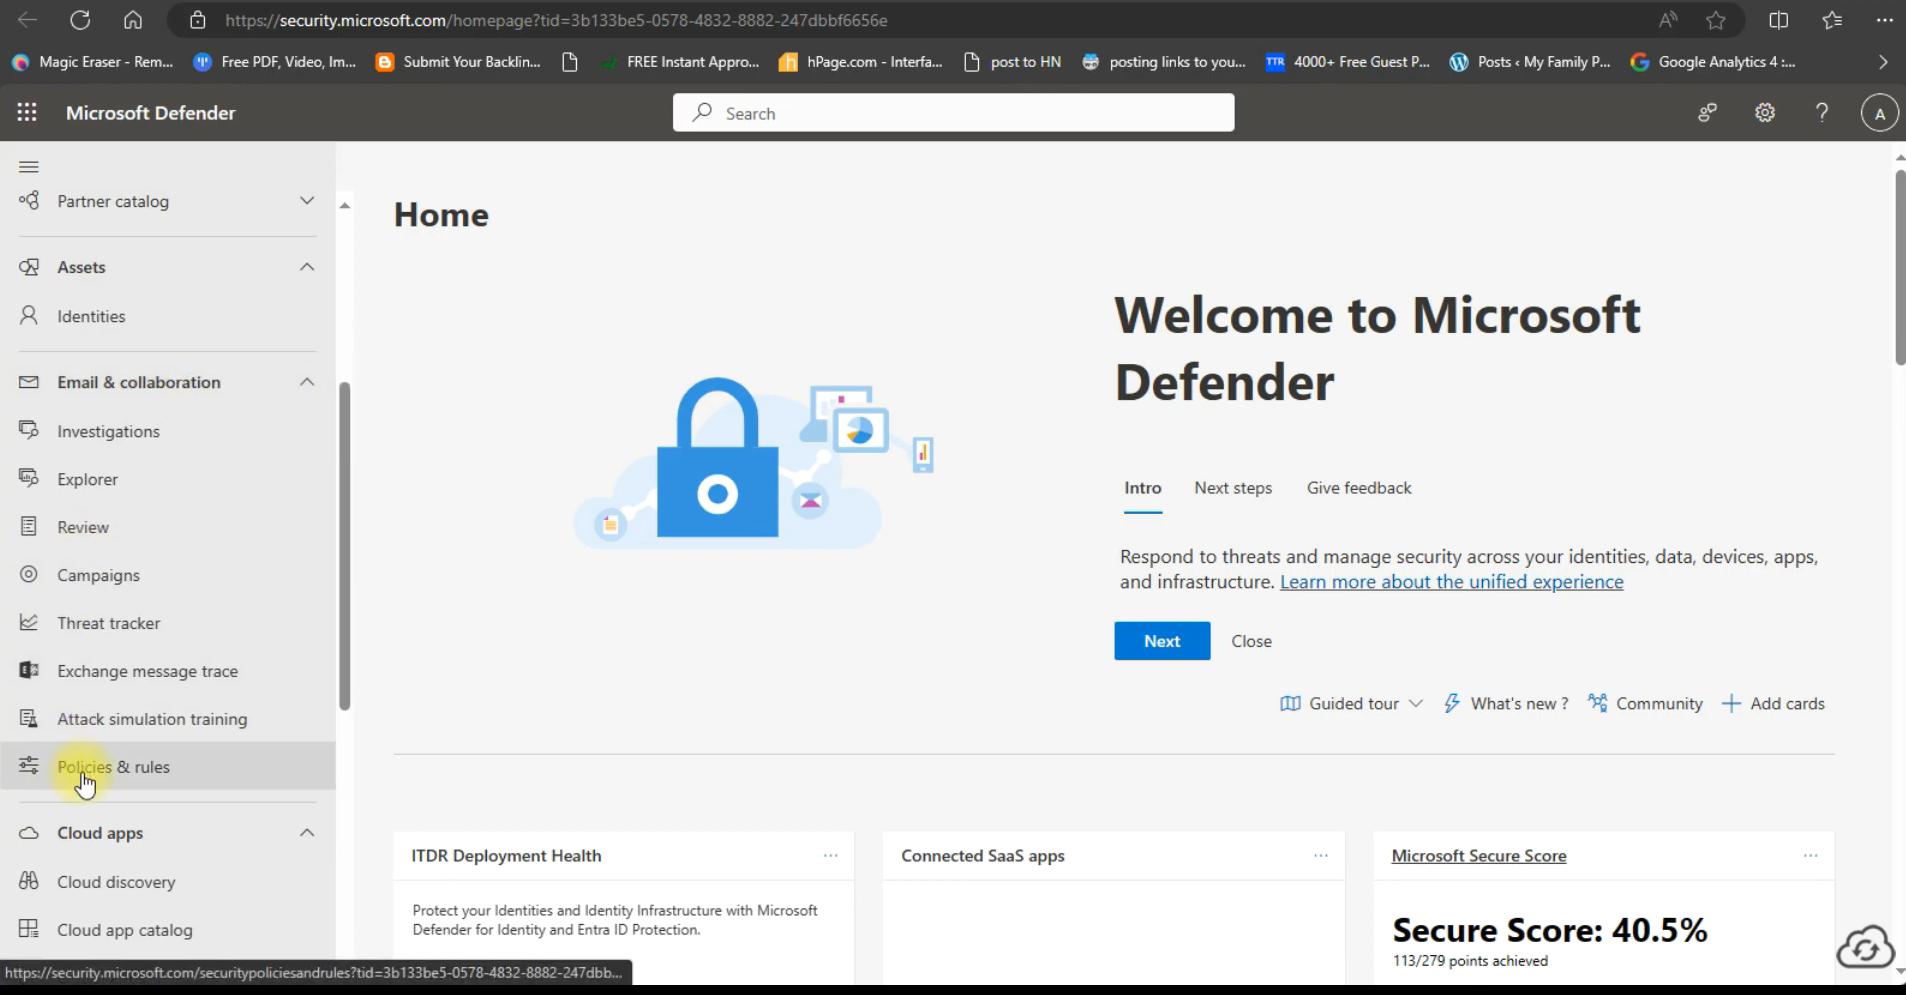 https://security.microsoft.com/homepage?tid=3b133be5-0578-4832-8882-247dbbf6656e
Magic Eraser - Rem... Free PDF, Video, Im... Submit Your Backlin... FREE Instant Appro... hPage.com - Interfa... post to HN posting links to you... TTR 4000+ Free Guest P... Posts ‹ My Family P... Google Analytics 4 :...
Microsoft Defender
Search
A
Partner catalog
Assets
Identities
Email & collaboration
Investigations
Explorer
Review
Campaigns
Threat tracker
Exchange message trace
Attack simulation training
Policies & rules
Cloud apps
Cloud discovery
Cloud app catalog
https://security.microsoft.com/securitypoliciesandrules?tid=3b133be5-0578-4832-8882-247dbb...
Home
Welcome to Microsoft
Defender
Intro Next steps Give feedback
Respond to threats and manage security across your identities, data, devices, apps,
and infrastructure. Learn more about the unified experience
Next Close
Guided tour What's new ? Community Add cards
ITDR Deployment Health
Protect your Identities and Identity Infrastructure with Microsoft
Defender for Identity and Entra ID Protection.
Connected SaaS apps
Microsoft Secure Score
Secure Score: 40.5%
113/279 points achieved